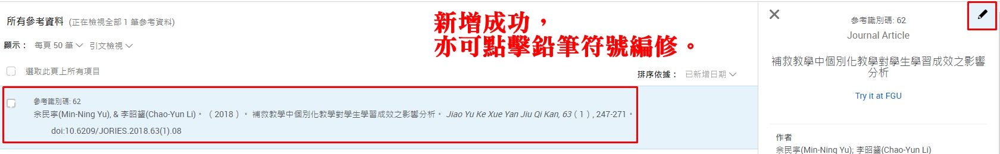 所有參考資料 (正在檢視全部 1 筆參考資料)
顯示： 每頁 50 筆 引文檢視
選取此頁上所有項目
新增成功，
亦可點擊鉛筆符號編修。
排序依據： 已新增日期
參考識別碼: 62
余民寧(Min-Ning Yu), & 李昭鋆(Chao-Yun Li)。（2018）。 補救教學中個別化教學對學生學習成效之影響分析。 Jiao Yu Ke Xue Yan Jiu Qi Kan, 63（1）, 247-271。
doi:10.6209/JORIES.2018.63(1).08
參考識別碼: 62
Journal Article
補救教學中個別化教學對學生學習成效之影響
分析
Try it at FGU
作者
余民寧(Min-Ning Yu); 李昭鋆(Chao-Yun Li)